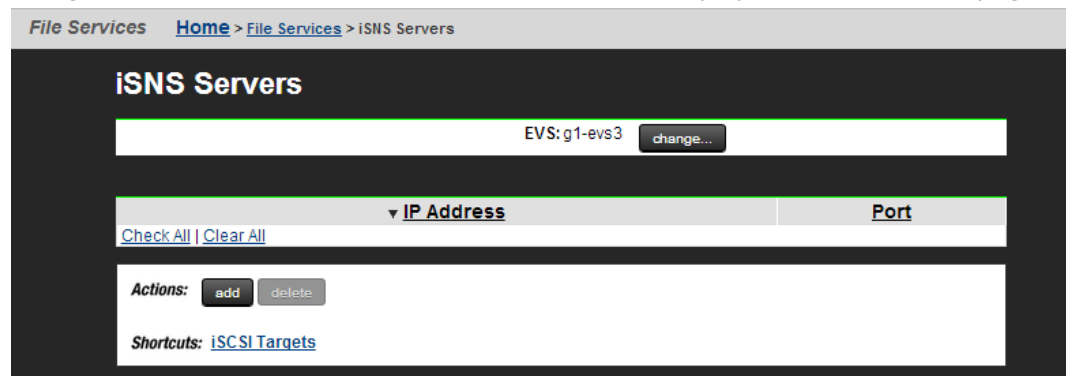 File Services Home > File Services > iSNS Servers
iSNS Servers
EVS: g1-evs3 change...
▼ IP Address Port
Check All | Clear All
Actions: add delete
Shortcuts: iSCSI Targets